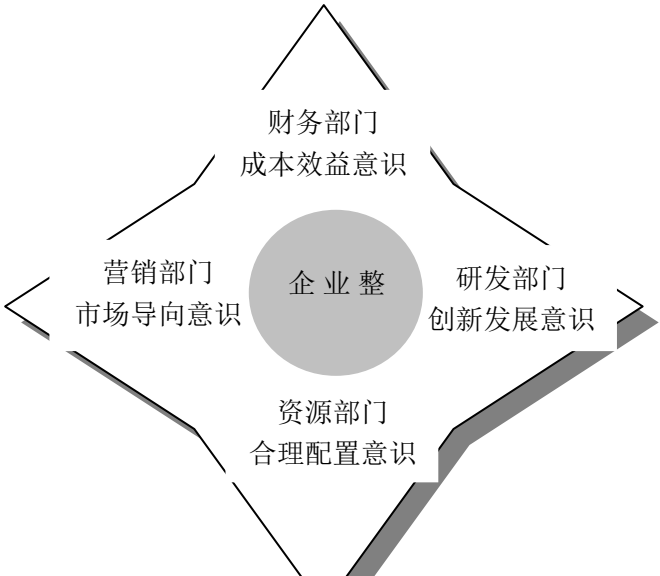 财务部门
成本效益意识
营销部门
市场导向意识
企业整
研发部门
创新发展意识
资源部门
合理配置意识